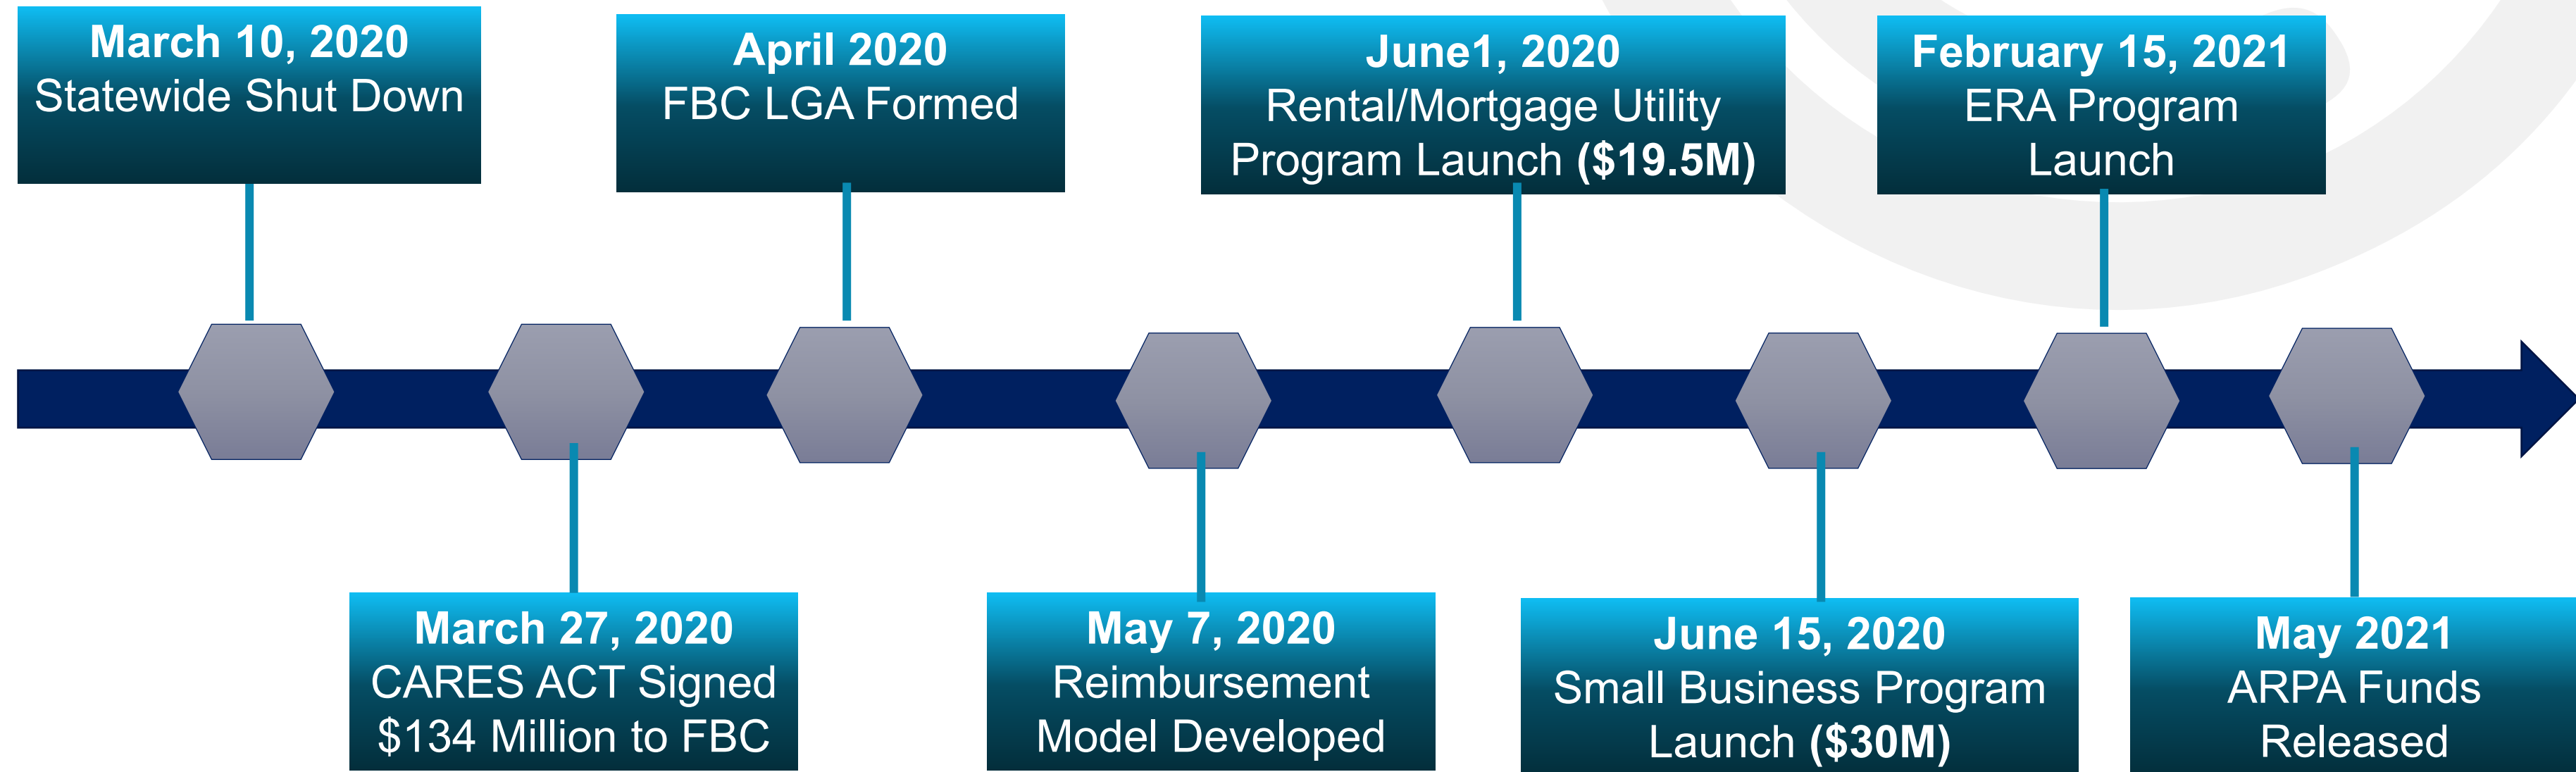 March 10, 2020
Statewide Shut Down
April 2020
FBC LGA Formed
June1, 2020
Rental/Mortgage Utility
Program Launch ($19.5M)
February 15, 2021
ERA Program
Launch
March 27, 2020
CARES ACT Signed
$134 Million to FBC
May 7, 2020
Reimbursement
Model Developed
June 15, 2020
Small Business Program
Launch ($30M)
May 2021
ARPA Funds
Released